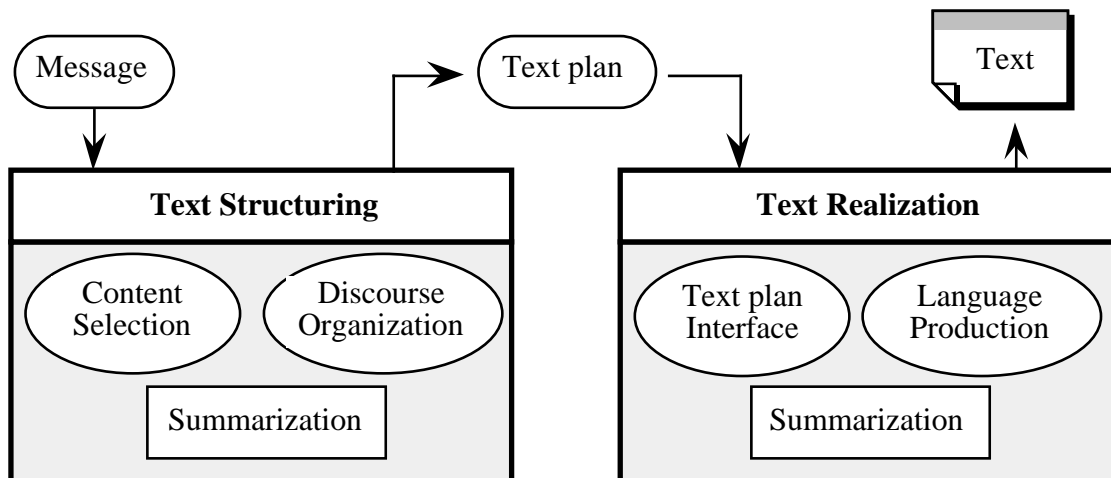 Message
Text plan
Text
Text Structuring
Text Realization
Content
Selection
Discourse
Organization
Summarization
Text plan
Interface
Language
Production
Summarization